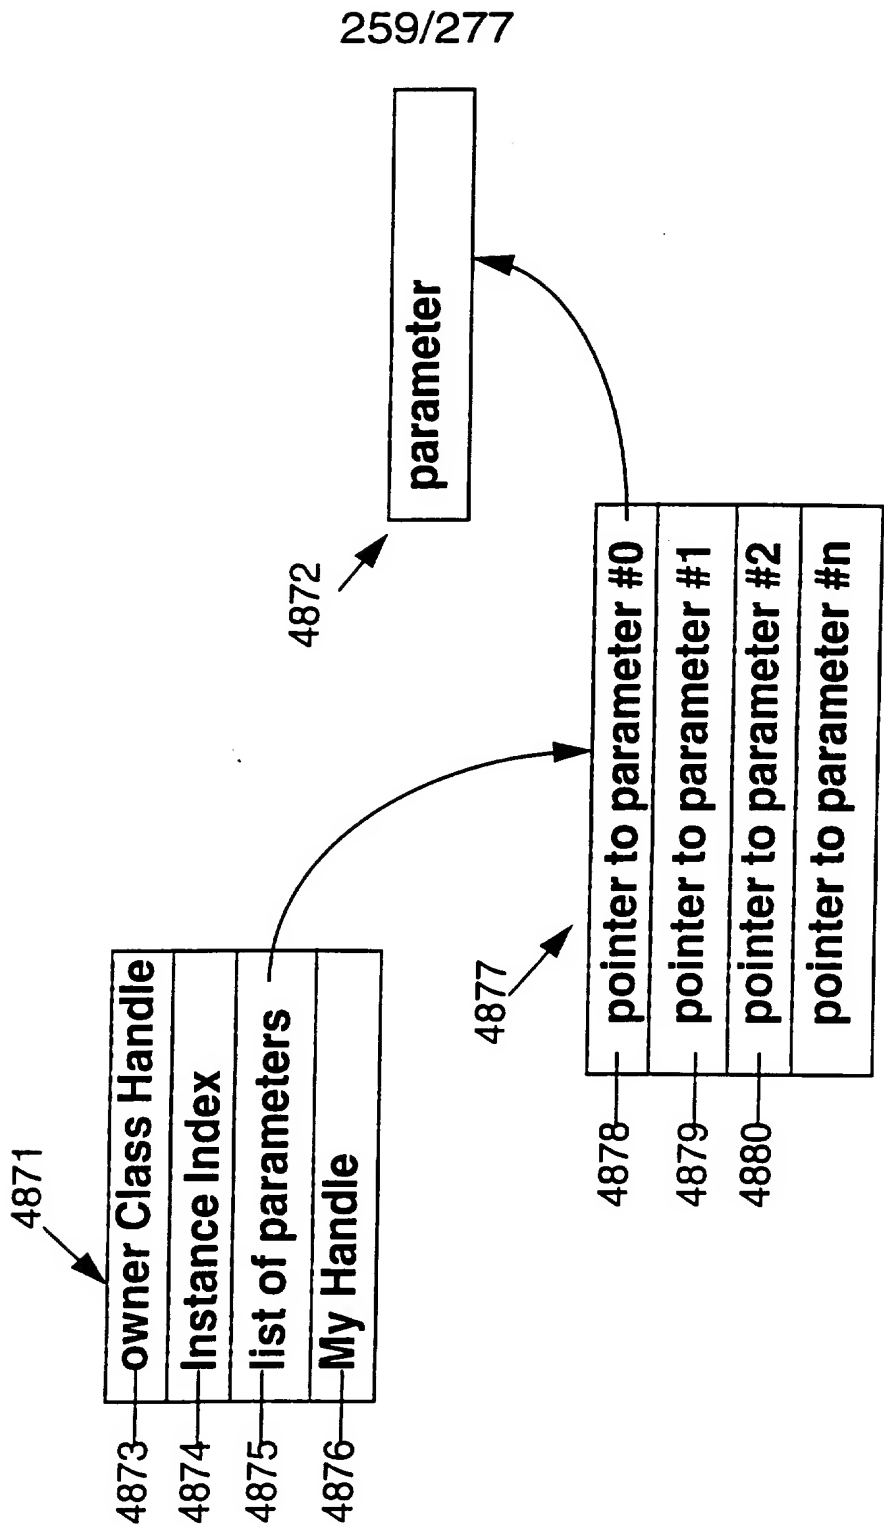 259/277
4871
4873 owner Class Handle
4874 Instance Index
4875 list of parameters
4876 My Handle
4877
4878 pointer to parameter #0
4879 pointer to parameter #1
4880 pointer to parameter #2
pointer to parameter #n
4872
parameter